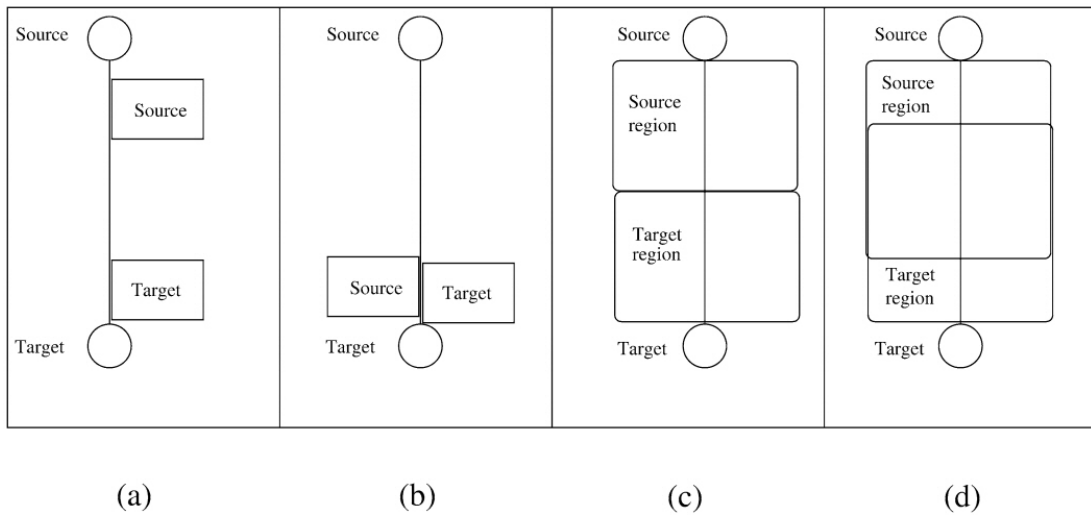 Source
Source
Target
Target
Source
Source
Target
Target
Source
Source
region
Target
region
Target
Source
Source
region
Target
region
Target
(a)
(b)
(c)
(d)